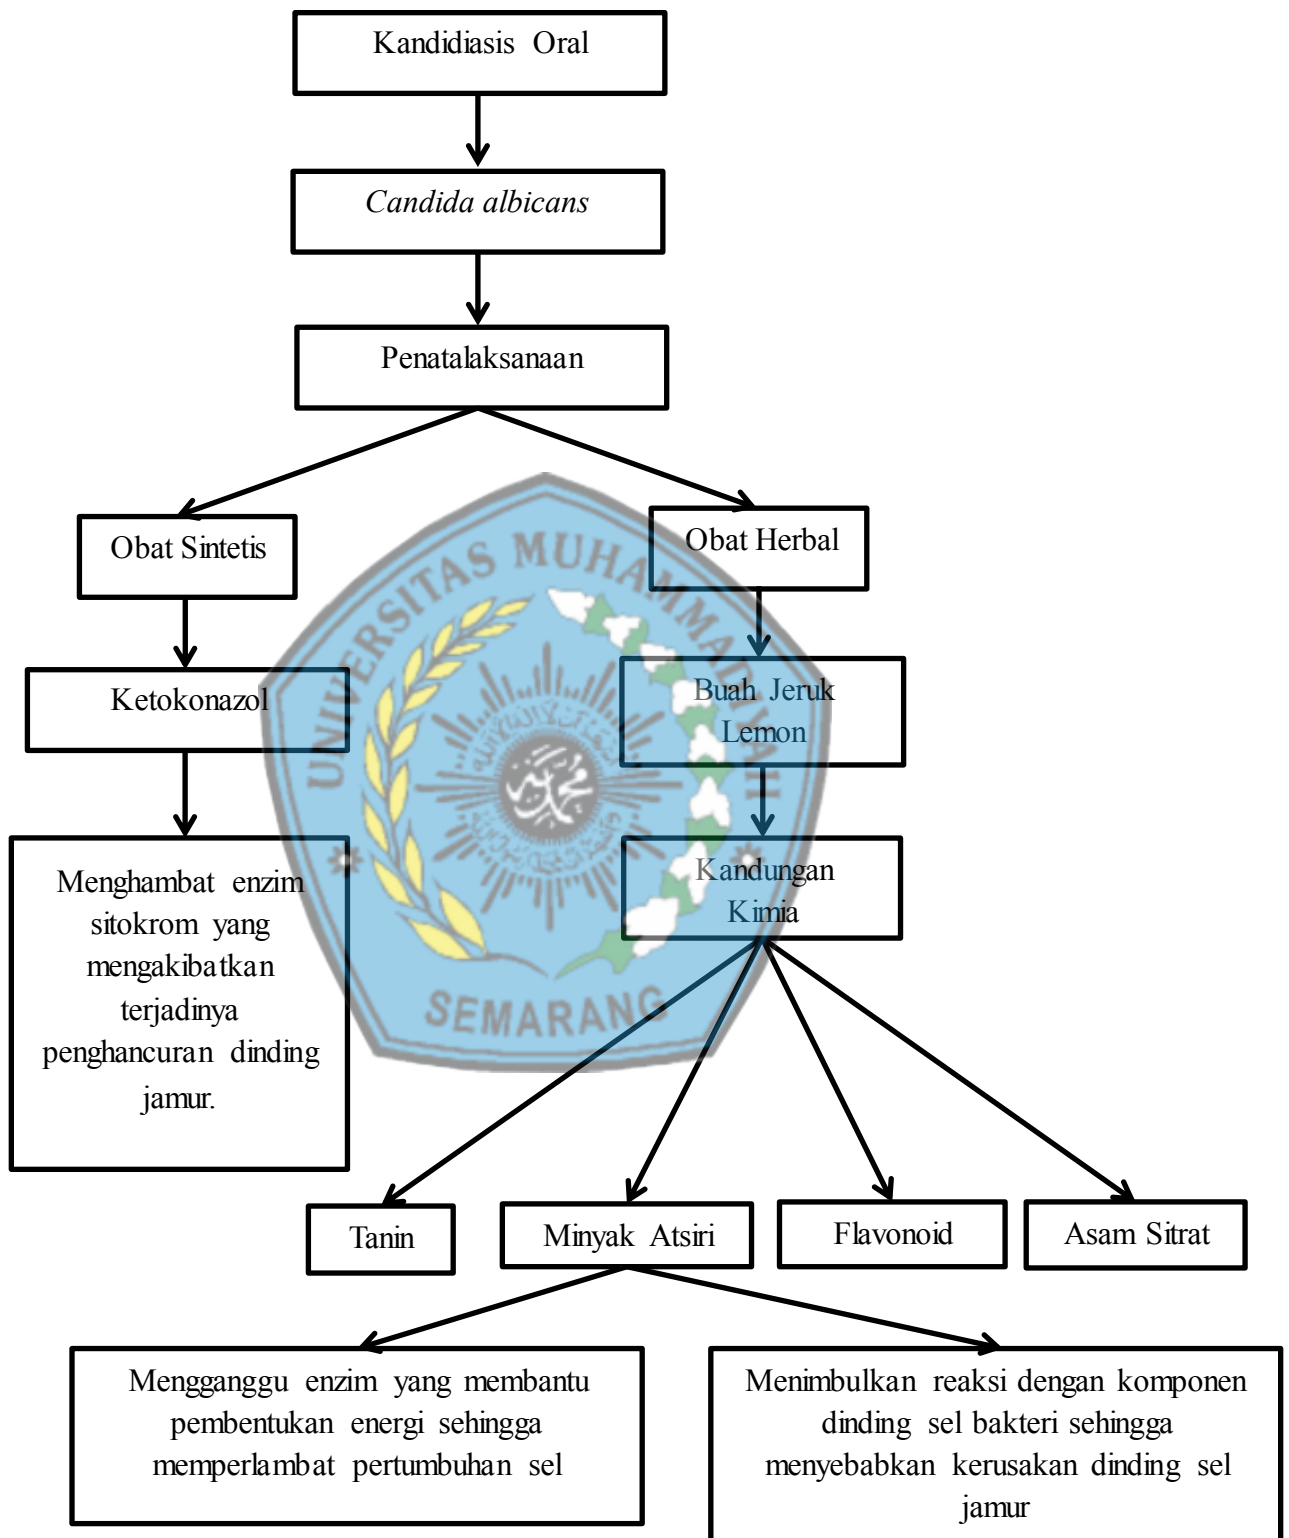 Kandidiasis Oral
Candida albicans
Penatalaksanaan
Obat Sintetis
Obat Herbal
UNIVERSITAS MUHAMMADIYAH
SEMARANG
Ketokonazol
Buah Jeruk
Lemon
Menghambat enzim
sitokrom yang
mengakibatkan
terjadinya
penghancuran dinding
jamur.
Kandungan
Kimia
Tanin
Minyak Atsiri
Flavonoid
Asam Sitrat
Mengganggu enzim yang membantu
pembentukan energi sehingga
memperlambat pertumbuhan sel
Menimbulkan reaksi dengan komponen
dinding sel bakteri sehingga
menyebabkan kerusakan dinding sel
jamur